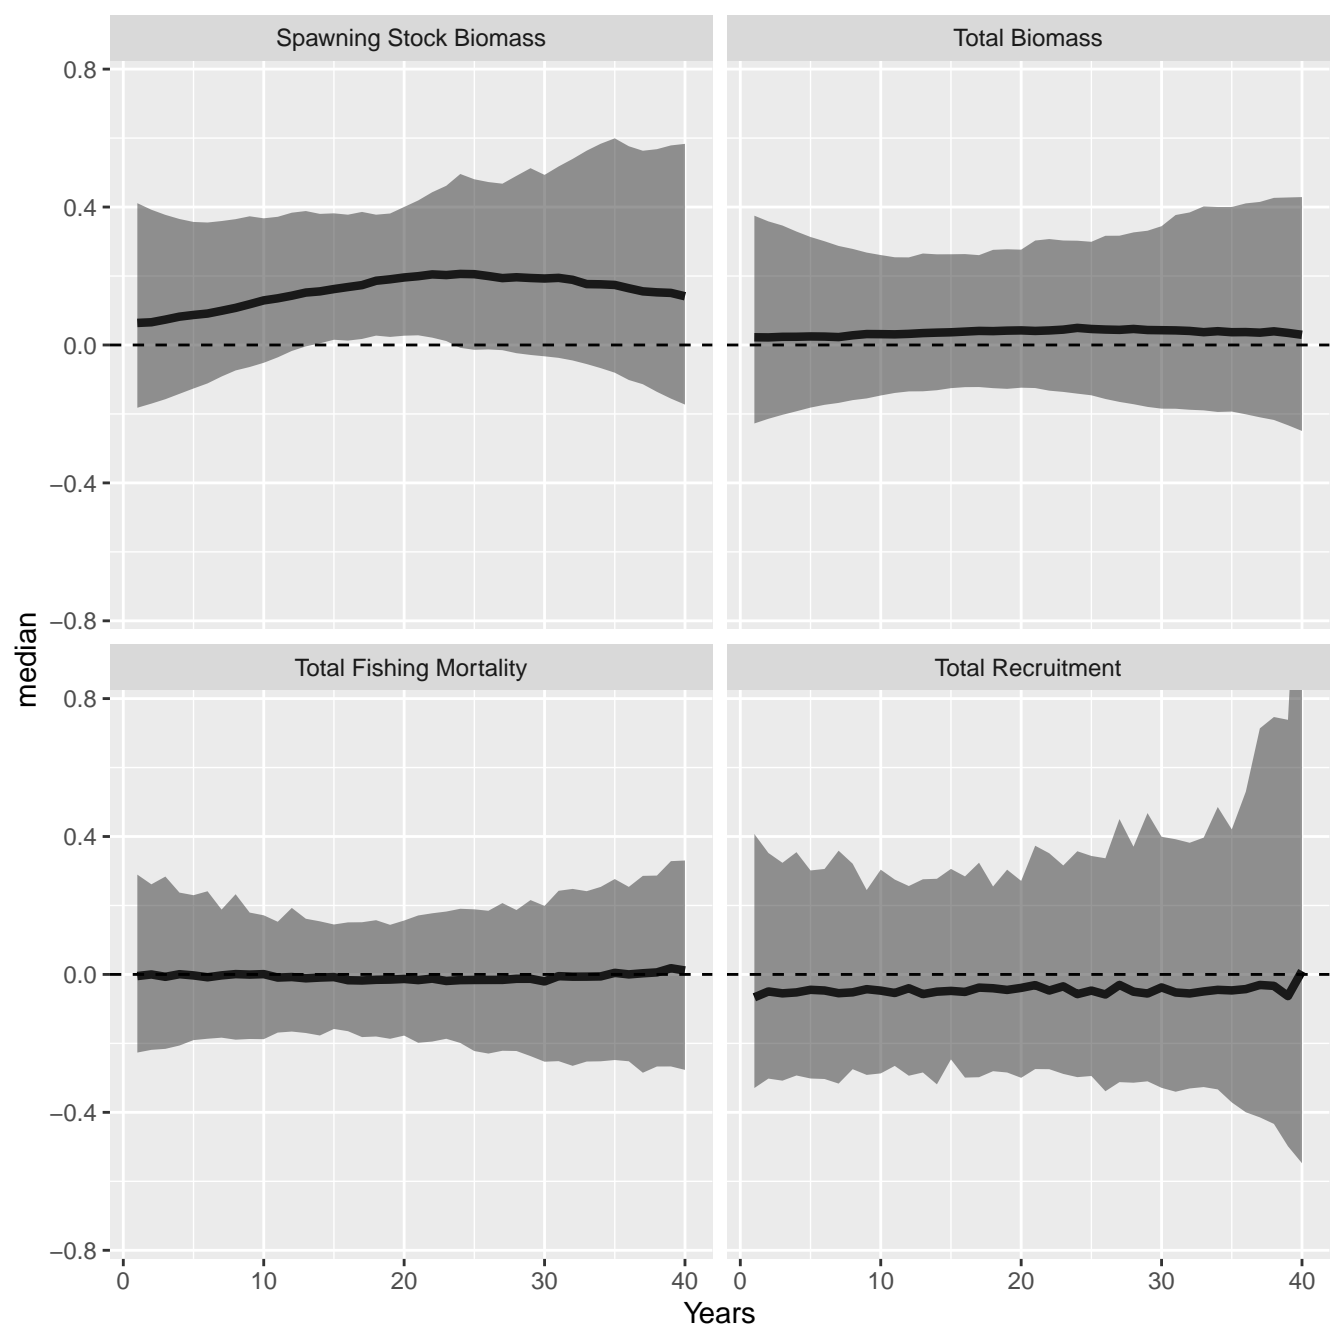 Spawning Stock Biomass
Total Biomass
0.8
0.4
0.0
−0.4
−0.8
median
Total Fishing Mortality
Total Recruitment
0.8
0.4
0.0
−0.4
−0.8
0 10 20 30 40
0 10 20 30 40
Years